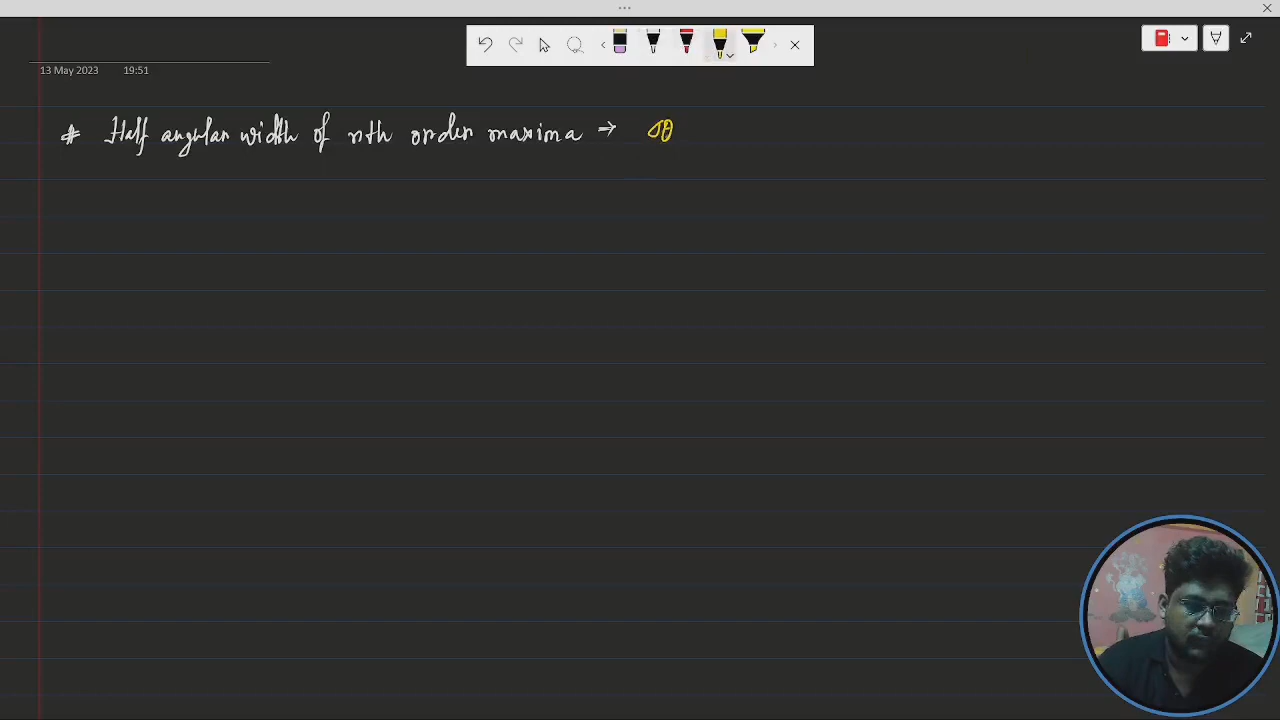 13 May 2023 19:51
# Half angular width of nth order maxima → δθ